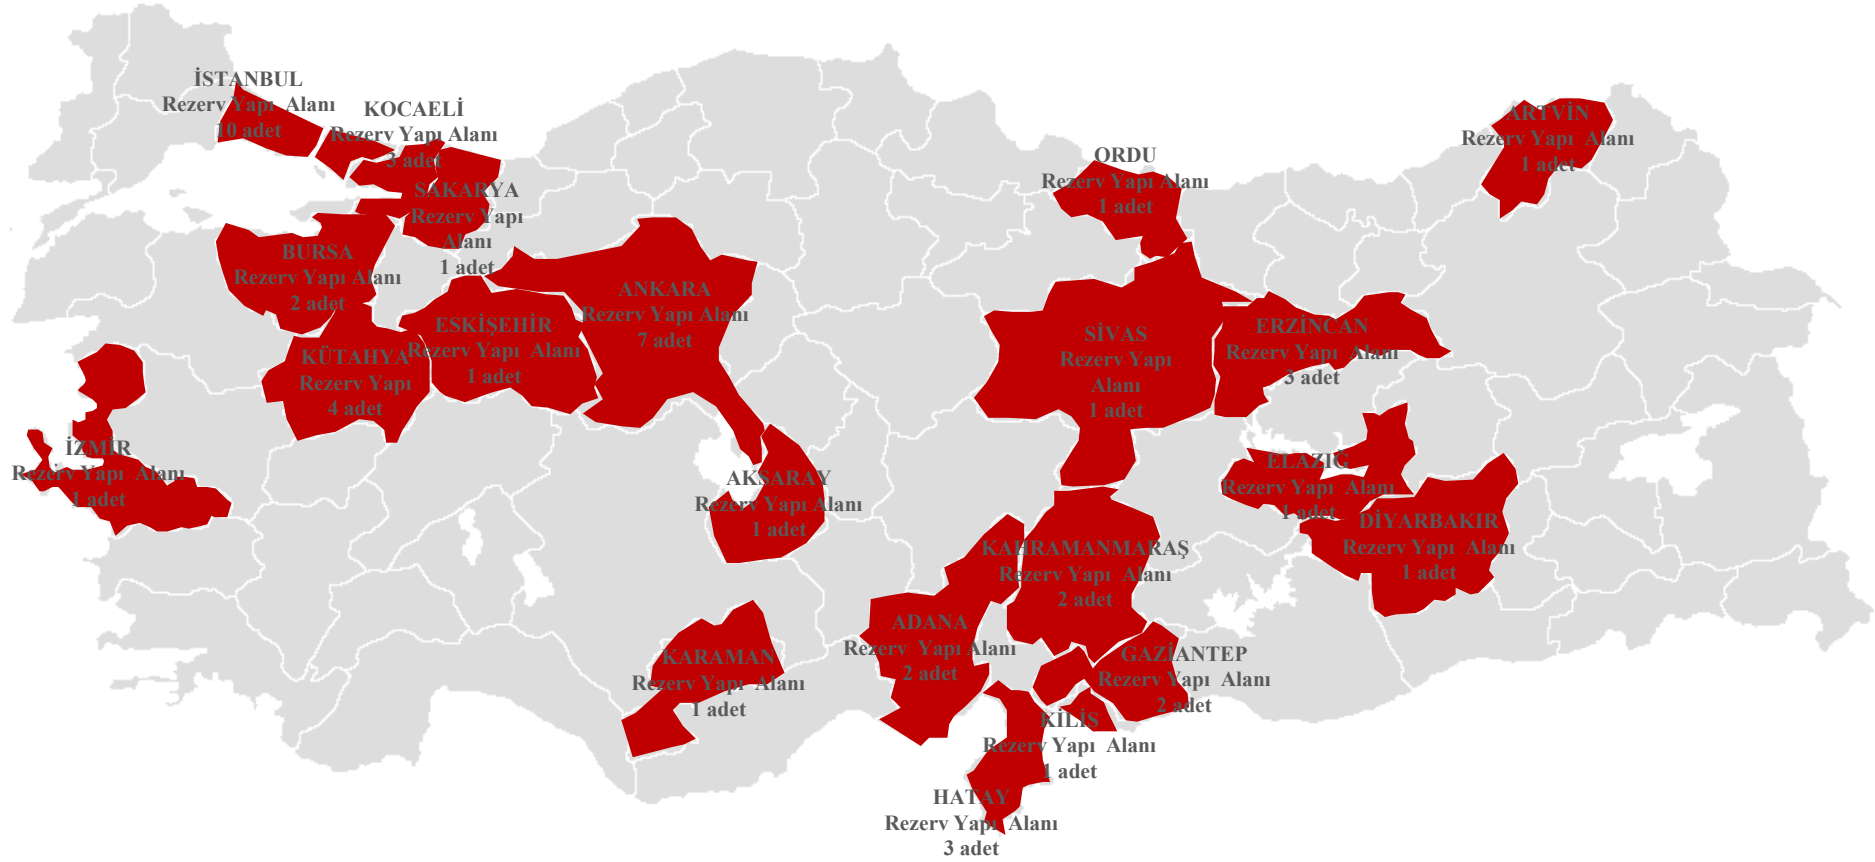 İSTANBUL
Rezerv Yapı Alanı
10 adet
KOCAELİ
Rezerv Yapı Alanı
3 adet
SAKARYA
Rezerv Yapı
Alanı
1 adet
BURSA
Rezerv Yapı Alanı
2 adet
ESKİŞEHİR
Rezerv Yapı Alanı
1 adet
ANKARA
Rezerv Yapı Alanı
7 adet
KÜTAHYA
Rezerv Yapı
4 adet
İZMİR
Rezerv Yapı Alanı
1 adet
AKSARAY
Rezerv Yapı Alanı
1 adet
KARAMAN
Rezerv Yapı Alanı
1 adet
ORDU
Rezerv Yapı Alanı
1 adet
ARTVİN
Rezerv Yapı Alanı
1 adet
SİVAS
Rezerv Yapı
Alanı
1 adet
ERZİNCAN
Rezerv Yapı Alanı
3 adet
ELAZIĞ
Rezerv Yapı Alanı
1 adet
DİYARBAKIR
Rezerv Yapı Alanı
1 adet
KAHRAMANMARAŞ
Rezerv Yapı Alanı
2 adet
ADANA
Rezerv Yapı Alanı
2 adet
GAZİANTEP
Rezerv Yapı Alanı
2 adet
KİLİS
Rezerv Yapı Alanı
1 adet
HATAY
Rezerv Yapı Alanı
3 adet